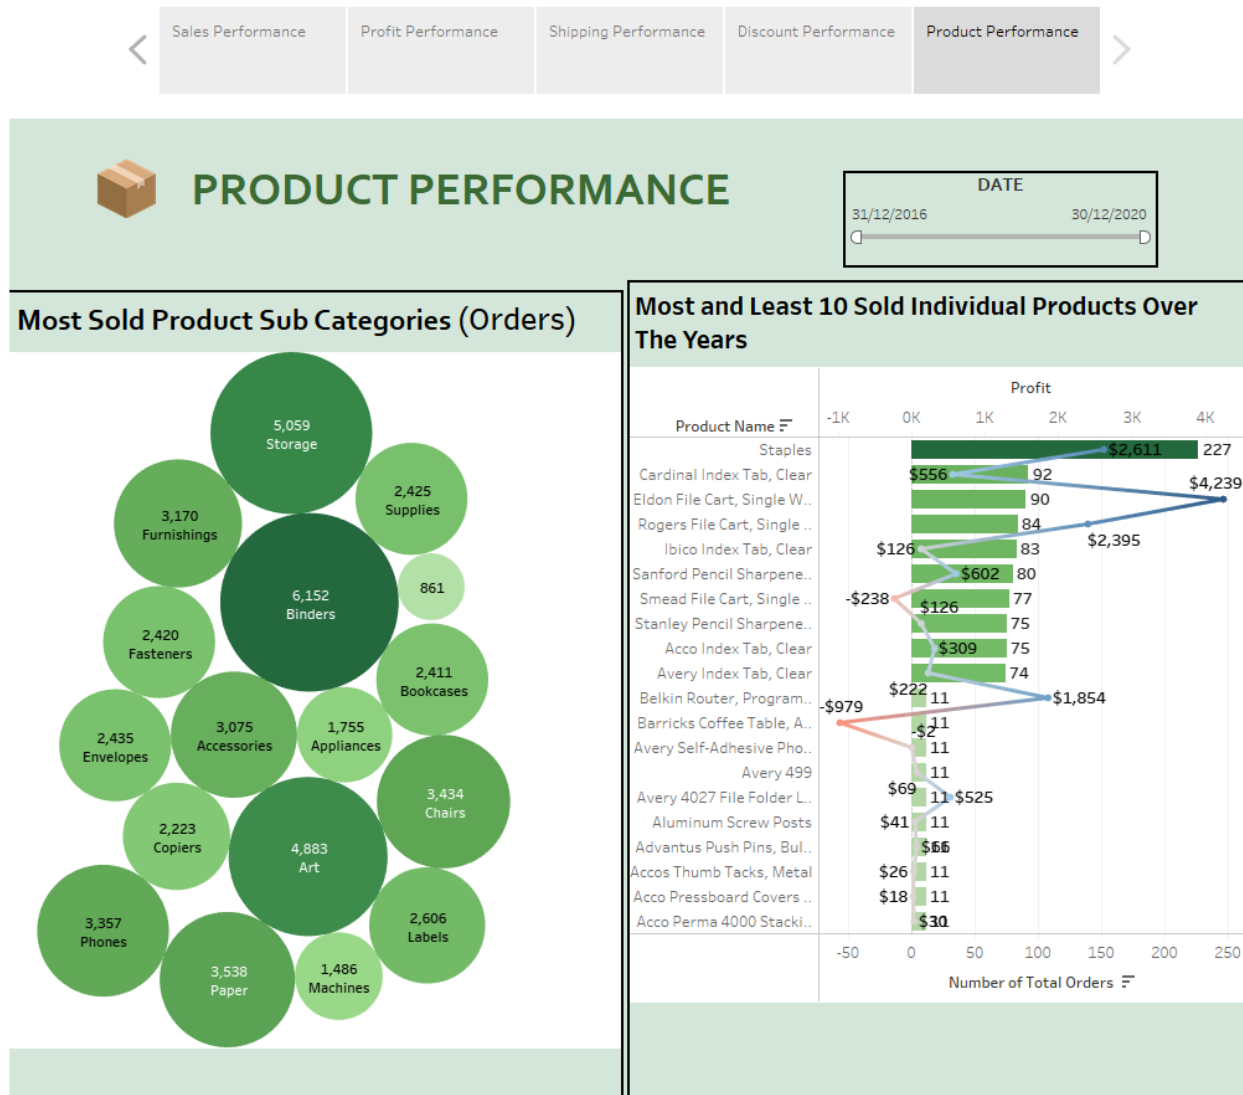 Sales Performance
Profit Performance
Shipping Performance
Discount Performance
Product Performance
PRODUCT PERFORMANCE
DATE
31/12/2016
30/12/2020
Most Sold Product Sub Categories (Orders)
5,059
Storage
2,425
Supplies
3,170
Furnishings
861
6,152
Binders
2,420
Fasteners
2,411
Bookcases
3,075
Accessories
1,755
Appliances
2,435
Envelopes
3,434
Chairs
2,223
Copiers
4,883
Art
3,357
Phones
2,606
Labels
3,538
Paper
1,486
Machines
Most and Least 10 Sold Individual Products Over
The Years
Profit
Product Name
-1K 0K 1K 2K 3K 4K
Staples $2,611 227
Cardinal Index Tab, Clear $556 92
Eldon File Cart, Single W.. 90 $4,239
Rogers File Cart, Single .. 84 $2,395
Ibico Index Tab, Clear $126 83
Sanford Pencil Sharpene.. $602 80
Smead File Cart, Single .. -$238 77
Stanley Pencil Sharpene.. $126 75
Acco Index Tab, Clear $309 75
Avery Index Tab, Clear $222 74
Belkin Router, Program.. 11 $1,854
Barricks Coffee Table, A.. -$979 11
Avery Self-Adhesive Pho.. -$2 11
Avery 499 $69 11
Avery 4027 File Folder L.. 11 $525
Aluminum Screw Posts $41 11
Advantus Push Pins, Bul..
Accos Thumb Tacks, Metal $26 11
Acco Pressboard Covers .. $18 11
Acco Perma 4000 Stacki..
-50 0 50 100 150 200 250
Number of Total Orders